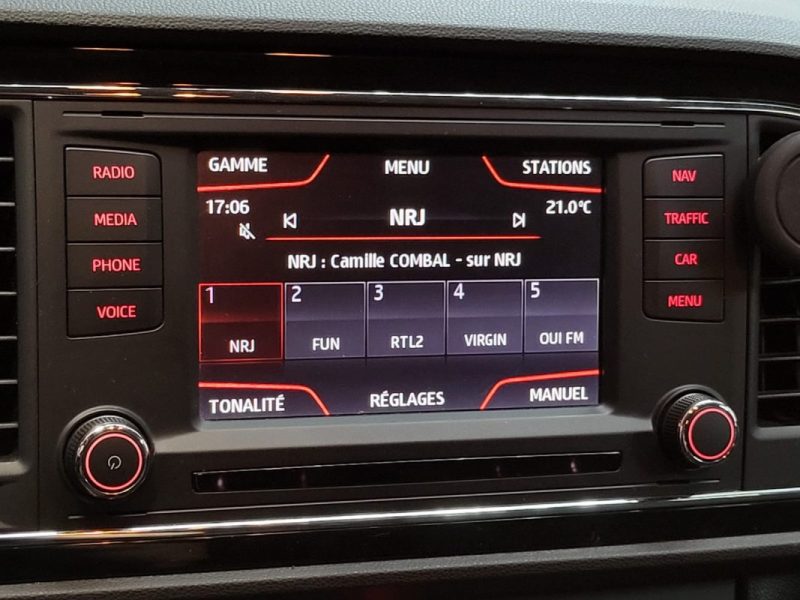 RADIO
MEDIA
PHONE
VOICE
GAMME MENU STATIONS
17:06 NRJ 21.0°C
NRJ : Camille COMBAL - sur NRJ
1 2 3 4 5
NRJ FUN RTL2 VIRGIN OUI FM
TONALITÉ RÉGLAGES MANUEL
NAV
TRAFFIC
CAR
MENU